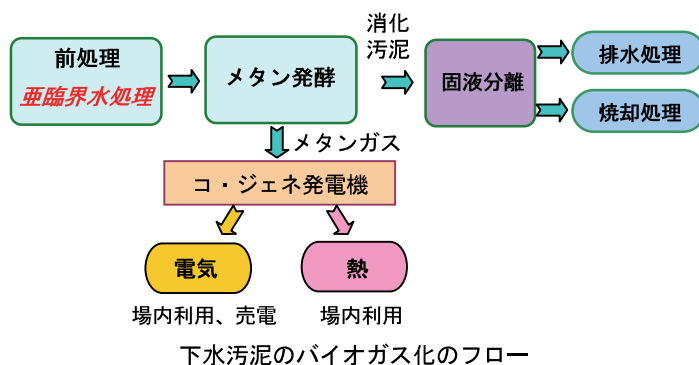 前処理
亜臨界水処理
メタン発酵
消化
汚泥
固液分離
排水処理
焼却処理
メタンガス
コ・ジェネ発電機
電気
熱
場内利用、売電
場内利用
下水汚泥のバイオガス化のフロー